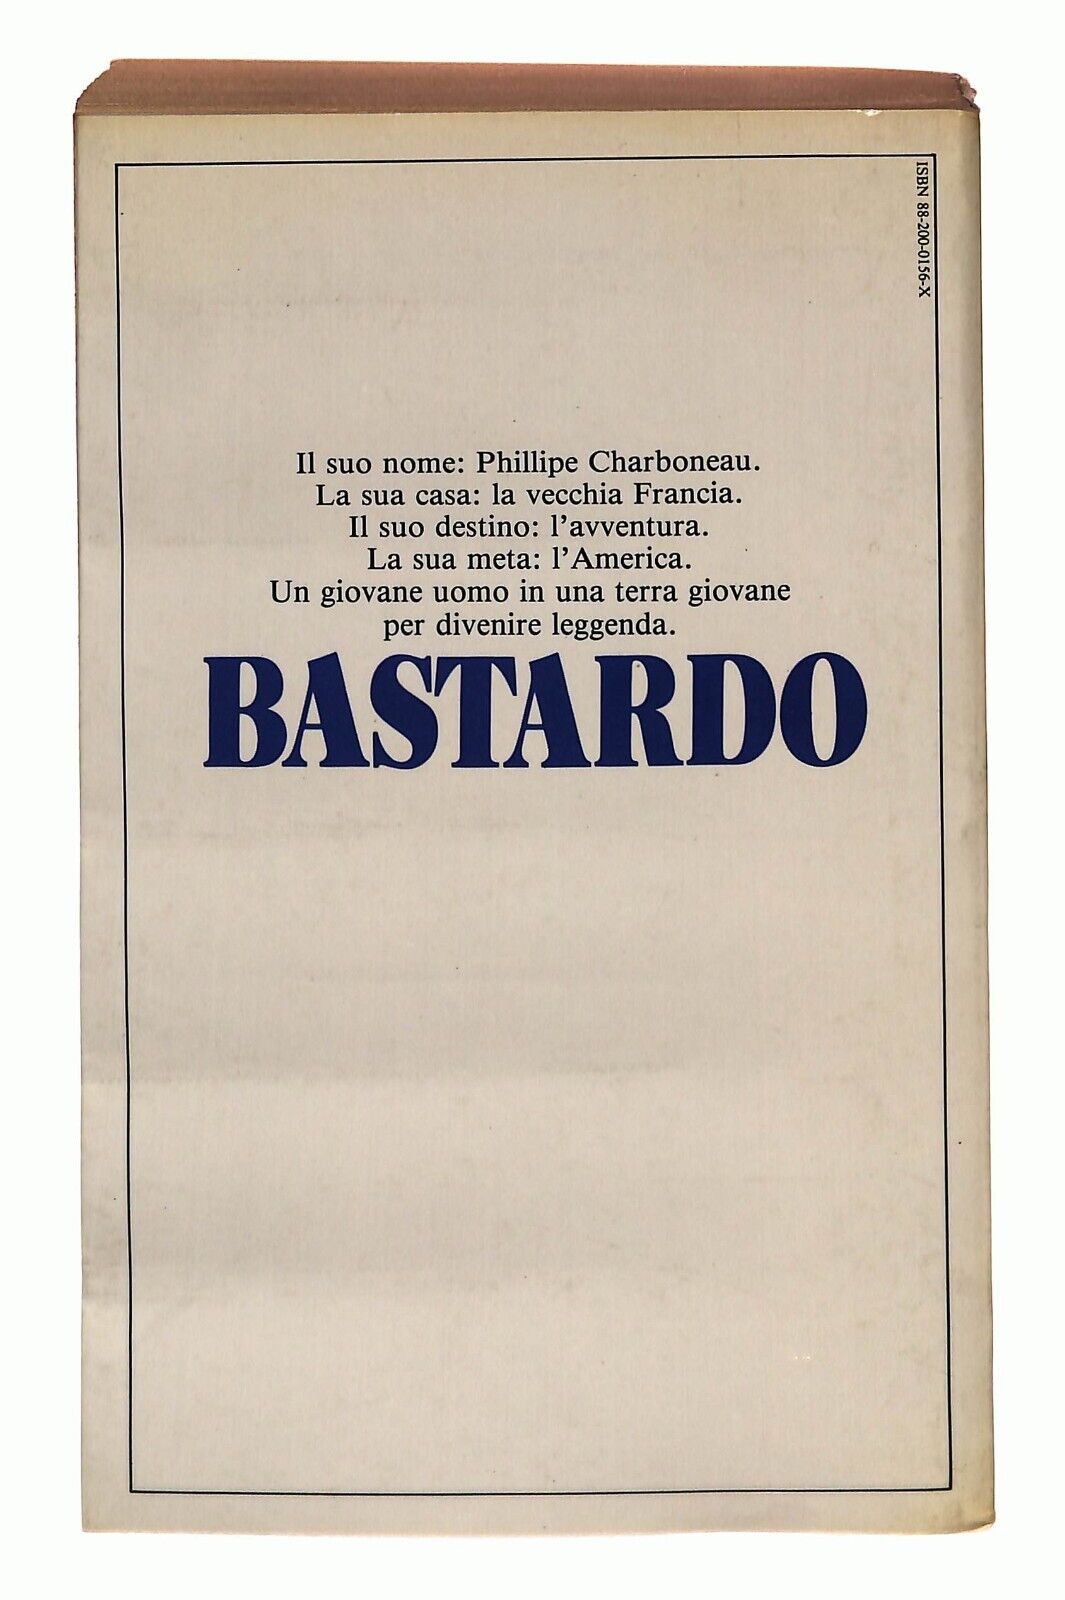 ISBN 88-200-0156-X
Il suo nome: Phillipe Charboneau.
La sua casa: la vecchia Francia.
Il suo destino: l'avventura.
La sua meta: l'America.
Un giovane uomo in una terra giovane
per divenire leggenda.
BASTARDO